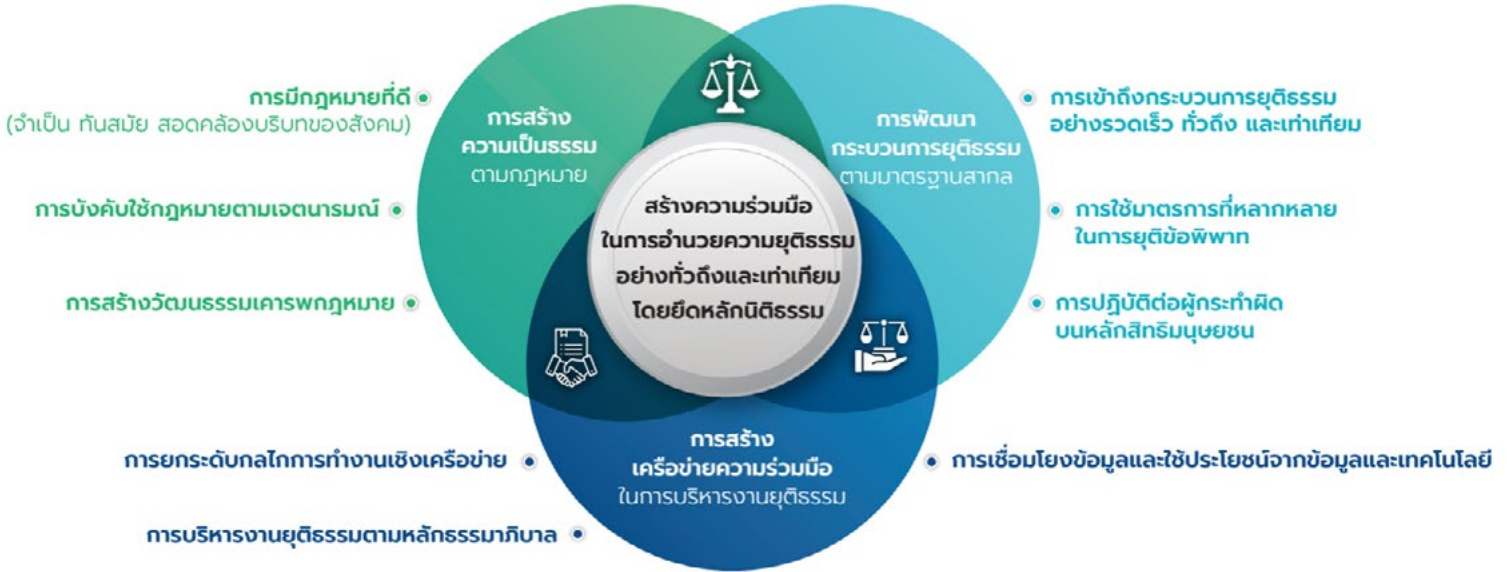 การมีกฎหมายที่ดี
(จำเป็น ทันสมัย สอดคล้องบริบทของสังคม)
การบังคับใช้กฎหมายตามเจตนารมณ์
การสร้างวัฒนธรรมเคารพกฎหมาย
การสร้าง
ความเป็นธรรม
ตามกฎหมาย
การพัฒนา
กระบวนการยุติธรรม
ตามมาตรฐานสากล
การเข้าถึงกระบวนการยุติธรรม
อย่างรวดเร็ว ทั่วถึง และเท่าเทียม
การใช้มาตรการที่หลากหลาย
ในการยุติข้อพิพาท
การปฏิบัติต่อผู้กระทำผิด
บนหลักสิทธิมนุษยชน
สร้างความร่วมมือ
ในการอำนวยความยุติธรรม
อย่างทั่วถึงและเท่าเทียม
โดยยึดหลักนิติธรรม
การสร้าง
เครือข่ายความร่วมมือ
ในการบริหารงานยุติธรรม
การยกระดับกลไกการทำงานเชิงเครือข่าย
การบริหารงานยุติธรรมตามหลักธรรมาภิบาล
การเชื่อมโยงข้อมูลและใช้ประโยชน์จากข้อมูลและเทคโนโลยี